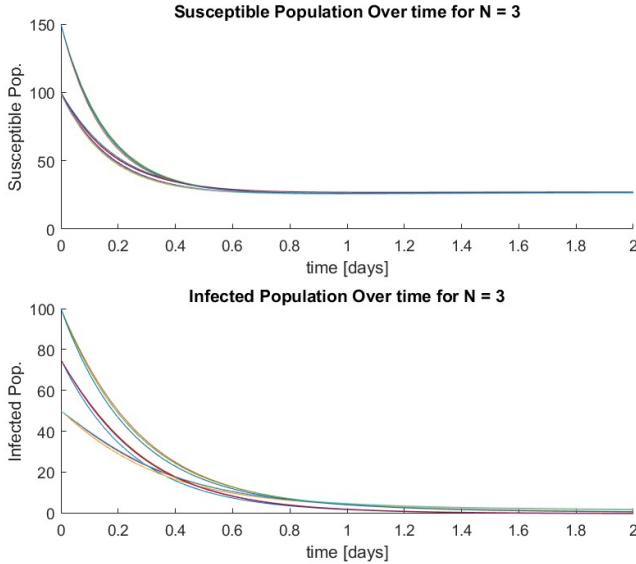 Susceptible Population Over time for N = 3
150
100
50
0
Susceptible Pop.
0 0.2 0.4 0.6 0.8 1 1.2 1.4 1.6 1.8 2
time [days]
Infected Population Over time for N = 3
100
80
60
40
20
0
Infected Pop.
0 0.2 0.4 0.6 0.8 1 1.2 1.4 1.6 1.8 2
time [days]